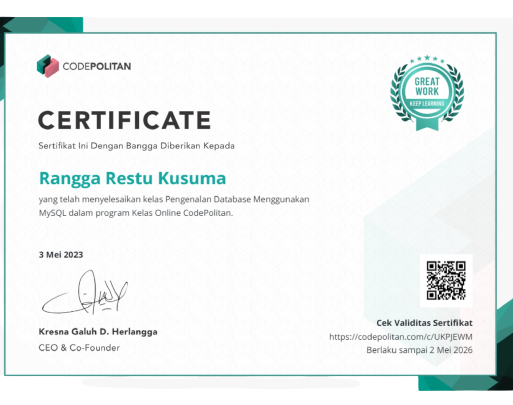 CODEPOLITAN
GREAT
WORK
KEEP LEARNING
CERTIFICATE
Sertifikat Ini Dengan Bangga Diberikan Kepada
Rangga Restu Kusuma
yang telah menyelesaikan kelas Pengenalan Database Menggunakan
MySQL dalam program Kelas Online CodePolitan.
3 Mei 2023
Kresna Galuh D. Herlangga
CEO & Co-Founder
Cek Validitas Sertifikat
https://codepolitan.com/c/UKPJEWM
Berlaku sampai 2 Mei 2026